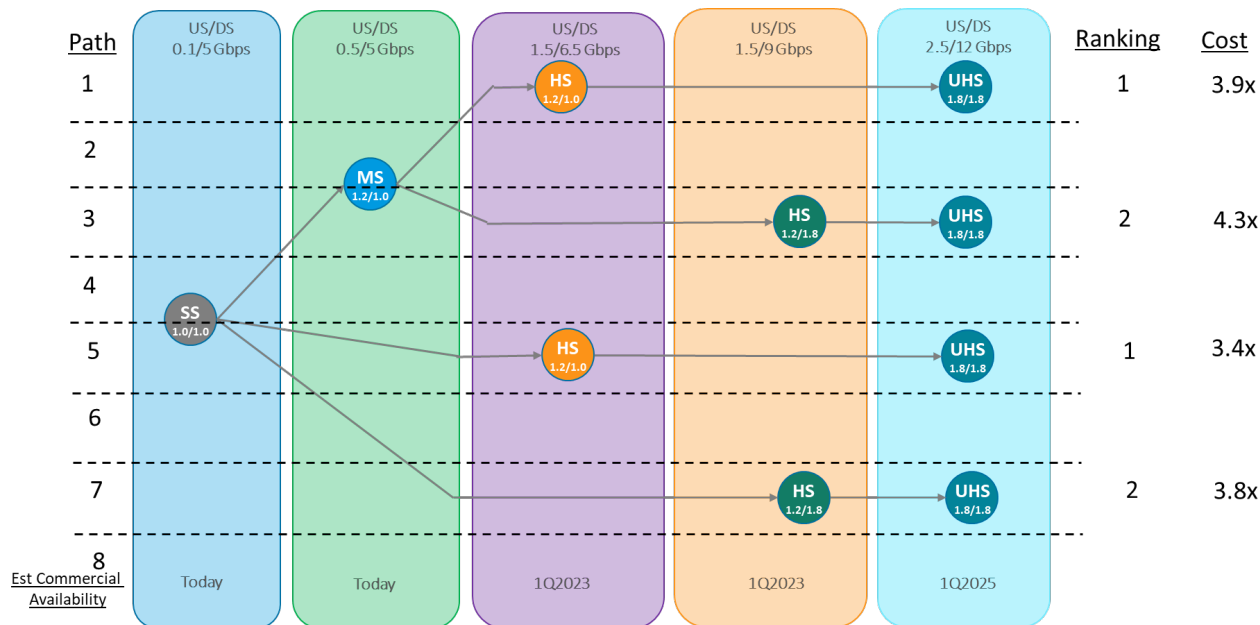 US/DS
0.1/5 Gbps
US/DS
0.5/5 Gbps
US/DS
1.5/6.5 Gbps
US/DS
1.5/9 Gbps
US/DS
2.5/12 Gbps
Path
Ranking
Cost
1
HS
1.2/1.0
UHS
1.8/1.8
1
3.9x
2
MS
1.2/1.0
3
HS
1.2/1.8
UHS
1.8/1.8
2
4.3x
4
SS
1.0/1.0
5
HS
1.2/1.0
UHS
1.8/1.8
1
3.4x
6
7
HS
1.2/1.8
UHS
1.8/1.8
2
3.8x
8
Est Commercial
Availability
Today
Today
1Q2023
1Q2023
1Q2025